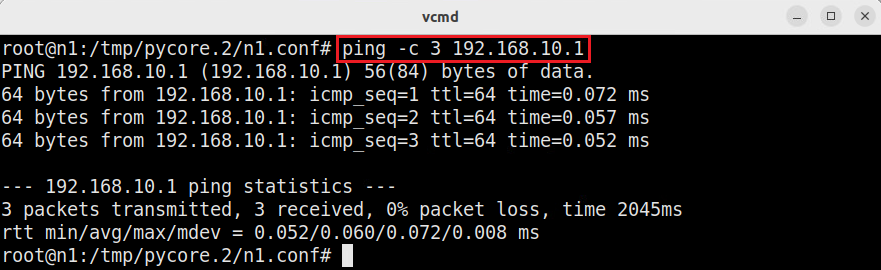 vcmd
root@n1:/tmp/pycore.2/n1.conf# ping -c 3 192.168.10.1
PING 192.168.10.1 (192.168.10.1) 56(84) bytes of data.
64 bytes from 192.168.10.1: icmp_seq=1 ttl=64 time=0.072 ms
64 bytes from 192.168.10.1: icmp_seq=2 ttl=64 time=0.057 ms
64 bytes from 192.168.10.1: icmp_seq=3 ttl=64 time=0.052 ms
--- 192.168.10.1 ping statistics ---
3 packets transmitted, 3 received, 0% packet loss, time 2045ms
rtt min/avg/max/mdev = 0.052/0.060/0.072/0.008 ms
root@n1:/tmp/pycore.2/n1.conf#